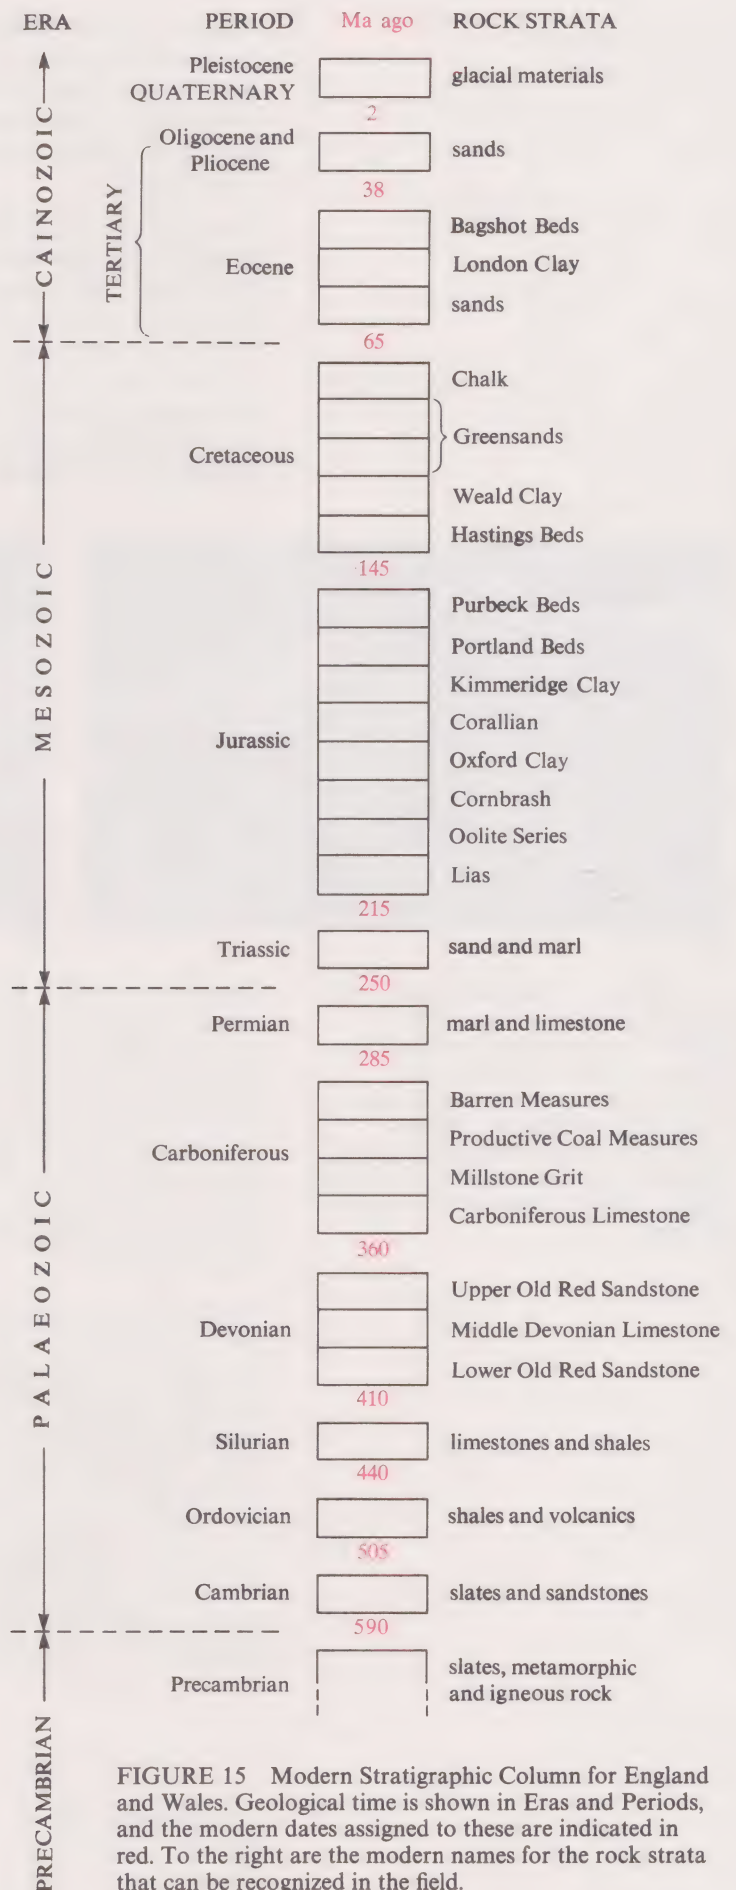 ERA PERIOD Ma ago ROCK STRATA
CAINOZOIC
TERTIARY
Pleistocene
QUATERNARY
glacial materials
2
Oligocene and
Pliocene
sands
38
Bagshot Beds
Eocene London Clay
sands
65
MESOZOIC
Chalk
Greensands
Cretaceous
Weald Clay
Hastings Beds
145
Purbeck Beds
Portland Beds
Kimmeridge Clay
Corallian
Jurassic
Oxford Clay
Cornbrash
Oolite Series
Lias
215
Triassic sand and marl
250
PALAEOZOIC
Permian marl and limestone
285
Barren Measures
Productive Coal Measures
Carboniferous
Millstone Grit
Carboniferous Limestone
360
Upper Old Red Sandstone
Devonian Middle Devonian Limestone
Lower Old Red Sandstone
410
Silurian limestones and shales
440
Ordovician shales and volcanics
505
Cambrian slates and sandstones
590
PRECAMBRIAN
Precambrian
slates, metamorphic
and igneous rock
FIGURE 15 Modern Stratigraphic Column for England
and Wales. Geological time is shown in Eras and Periods,
and the modern dates assigned to these are indicated in
red. To the right are the modern names for the rock strata
that can be recognized in the field.